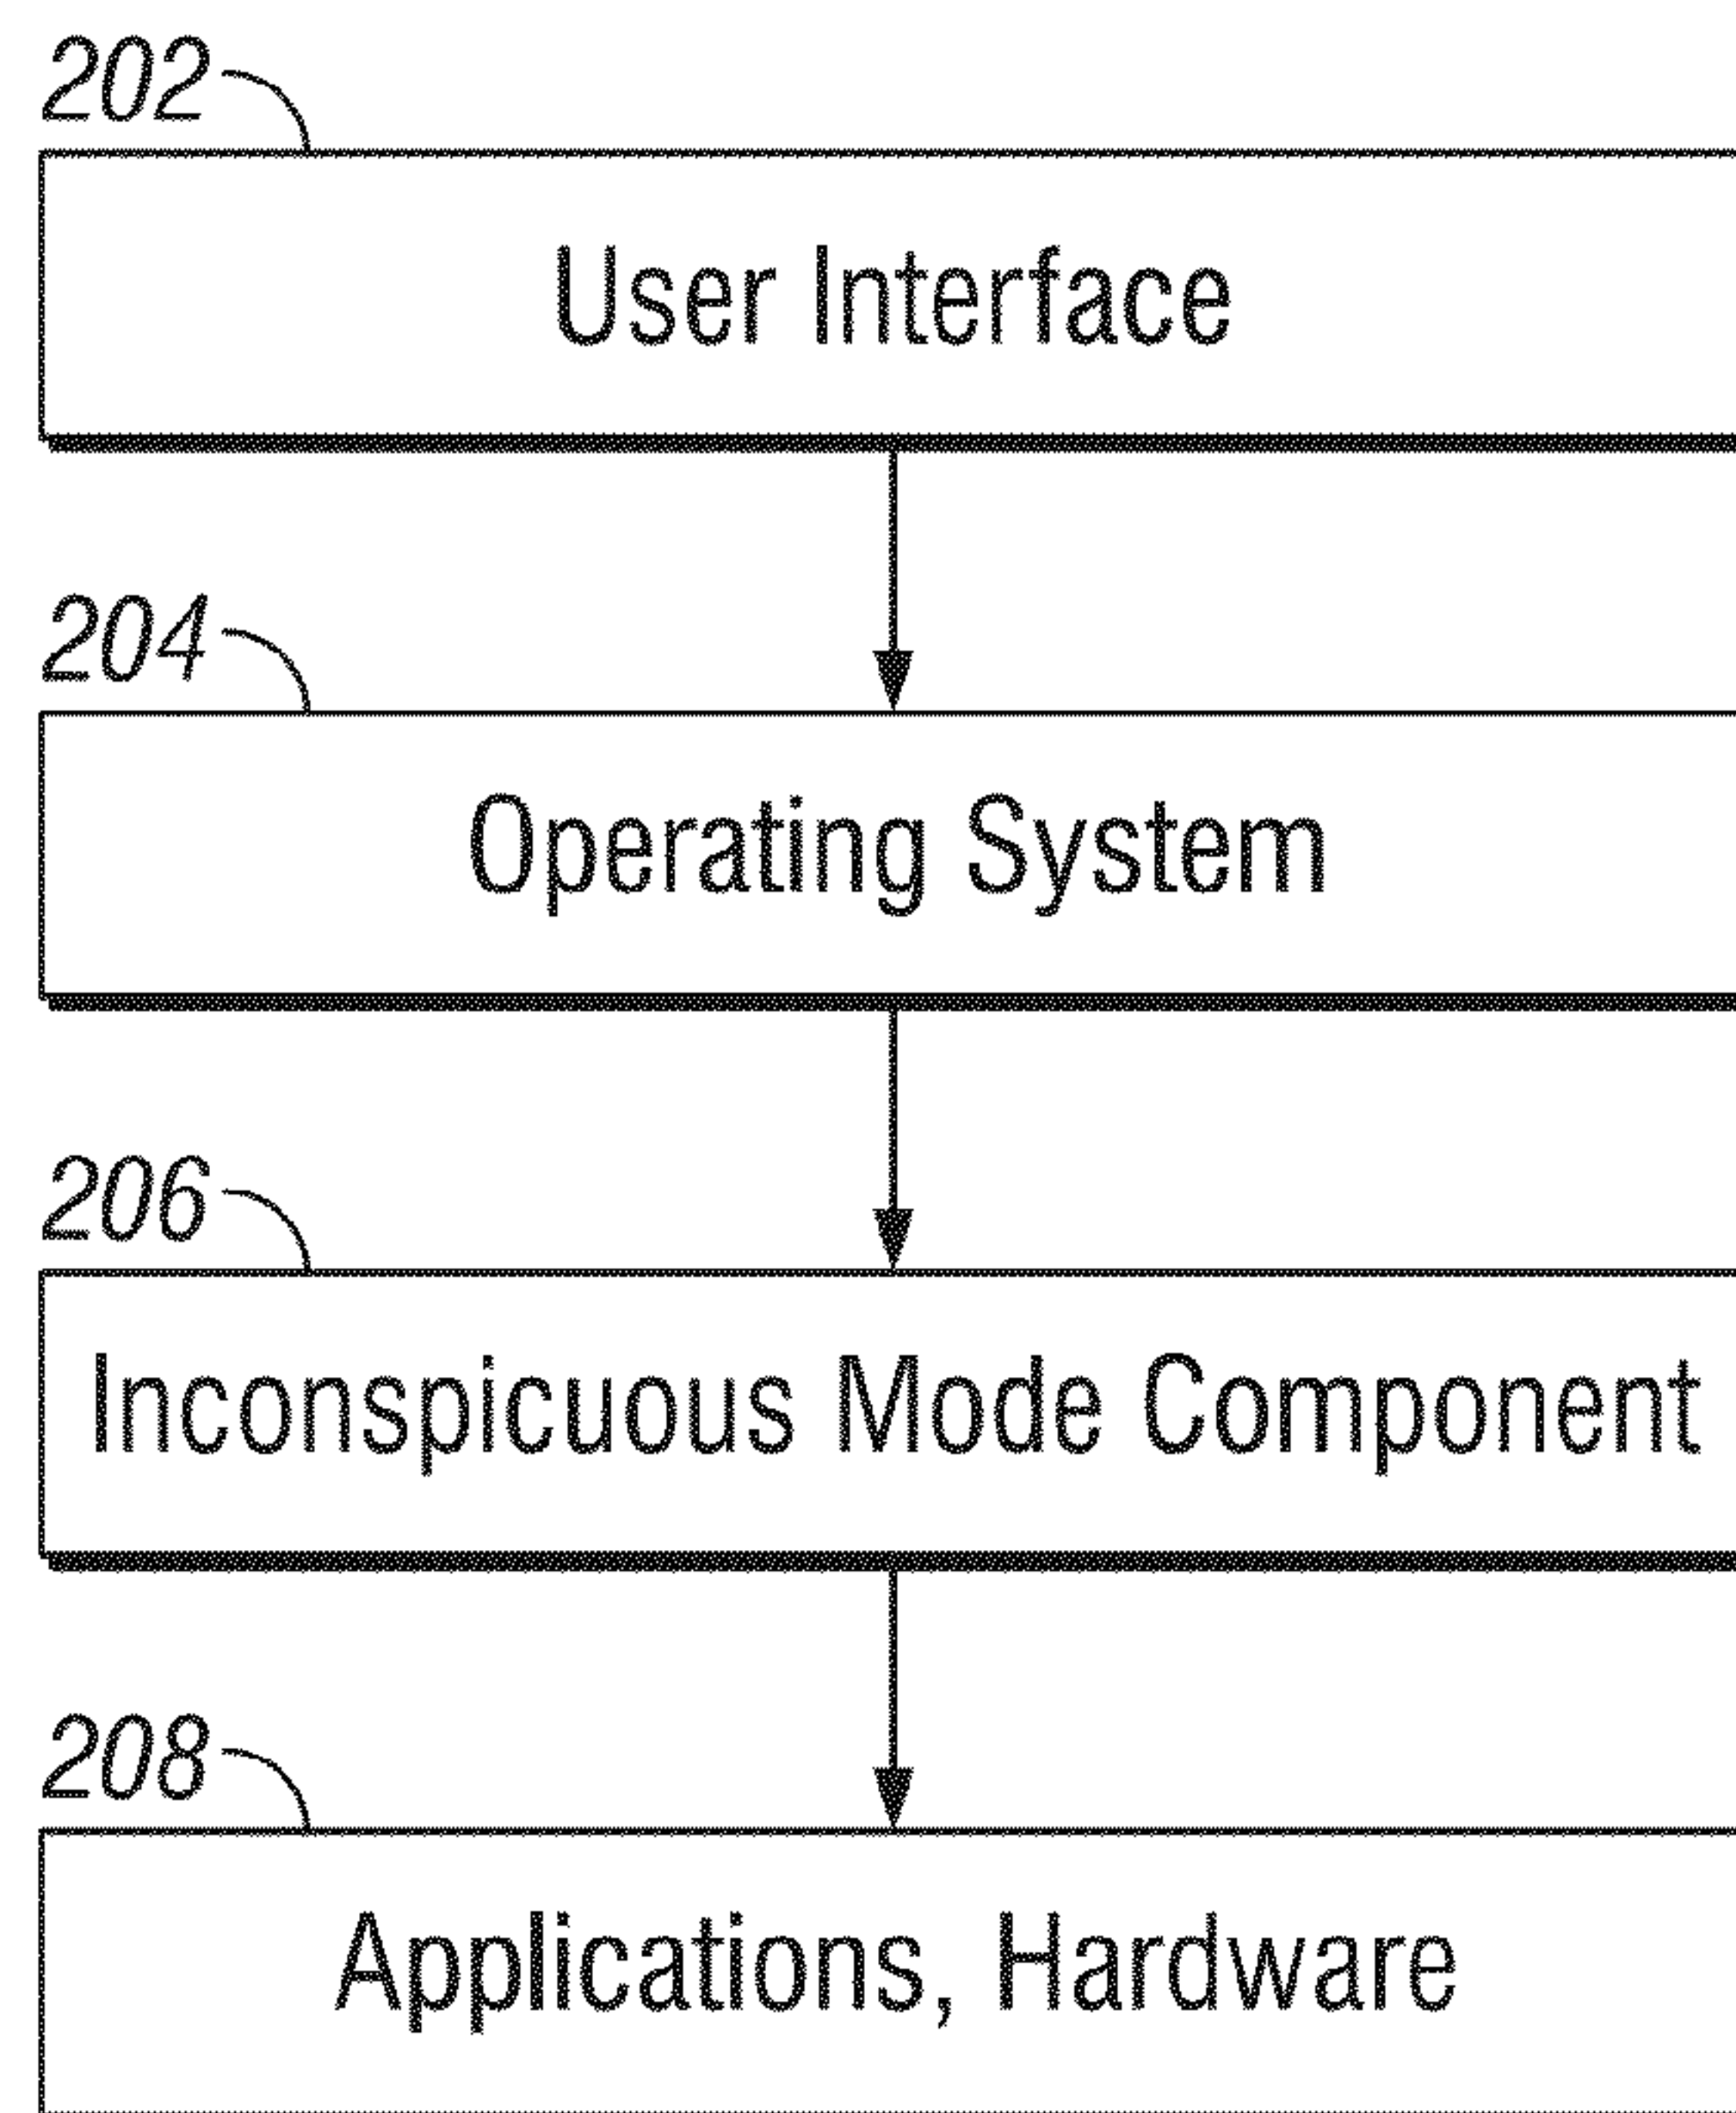 202
User Interface
204
Operating System
206
Inconspicuous Mode Component
208
Applications, Hardware